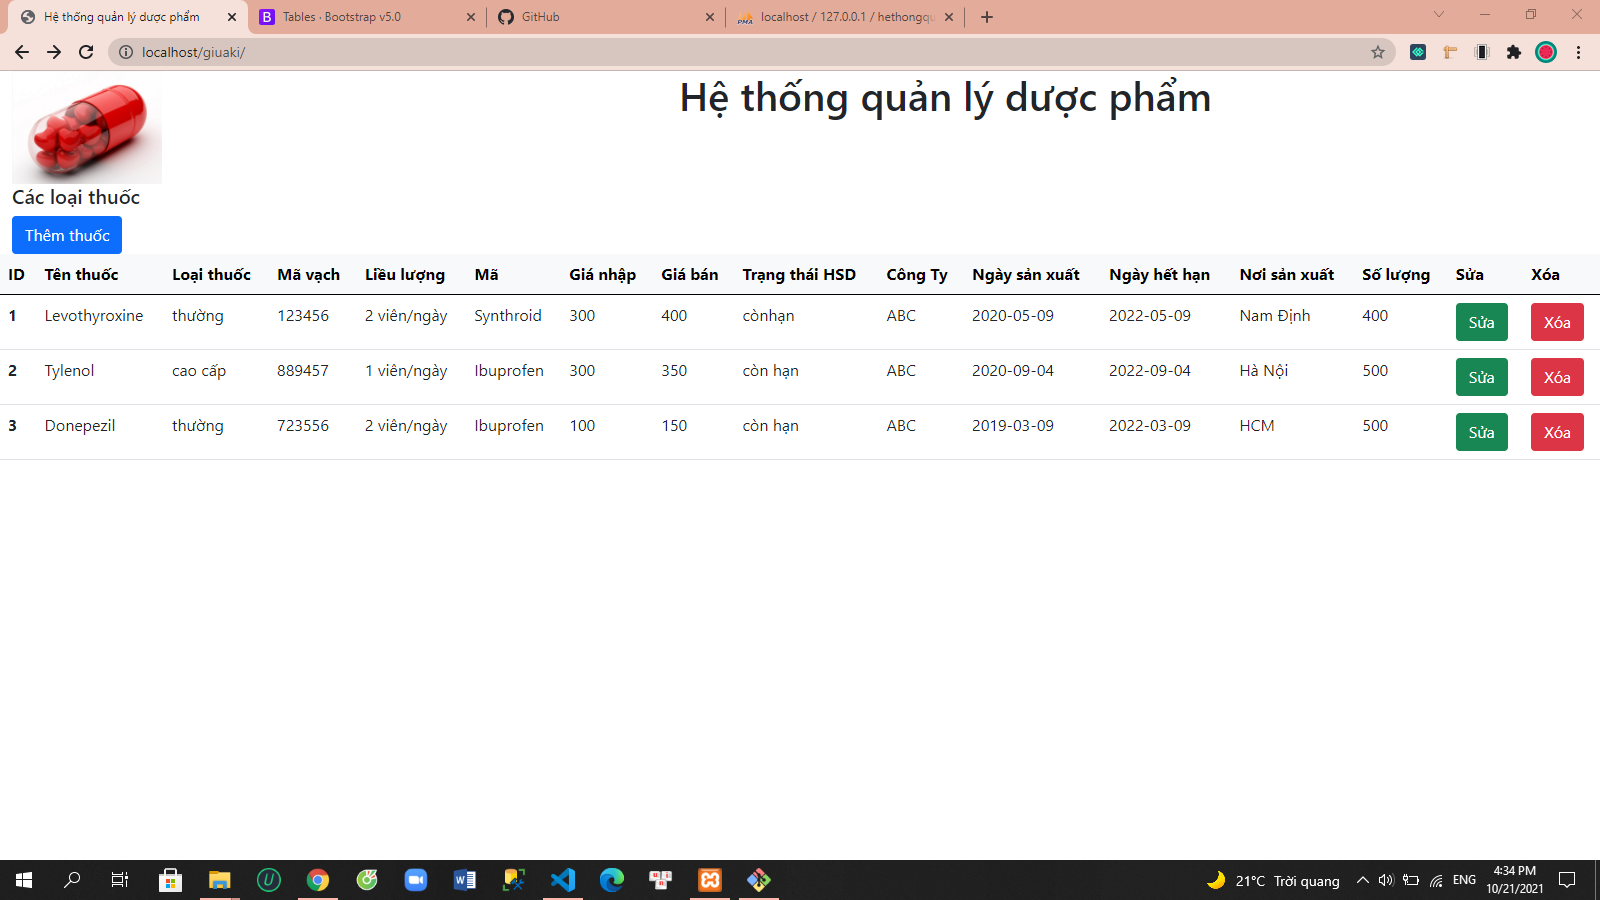 Hệ thống quản lý dược phẩm
Tables · Bootstrap v5.0
GitHub
localhost / 127.0.0.1 / hethongqu
localhost/giuaki/
Hệ thống quản lý dược phẩm
Các loại thuốc
Thêm thuốc
ID Tên thuốc Loại thuốc Mã vạch Liều lượng Mã Giá nhập Giá bán Trạng thái HSD Công Ty Ngày sản xuất Ngày hết hạn Nơi sản xuất Số lượng Sửa Xóa
1 Levothyroxine thường 123456 2 viên/ngày Synthroid 300 400 cònhạn ABC 2020-05-09 2022-05-09 Nam Định 400 Sửa Xóa
2 Tylenol cao cấp 889457 1 viên/ngày Ibuprofen 300 350 còn hạn ABC 2020-09-04 2022-09-04 Hà Nội 500 Sửa Xóa
3 Donepezil thường 723556 2 viên/ngày Ibuprofen 100 150 còn hạn ABC 2019-03-09 2022-03-09 HCM 500 Sửa Xóa
21°C Trời quang
ENG
4:34 PM
10/21/2021